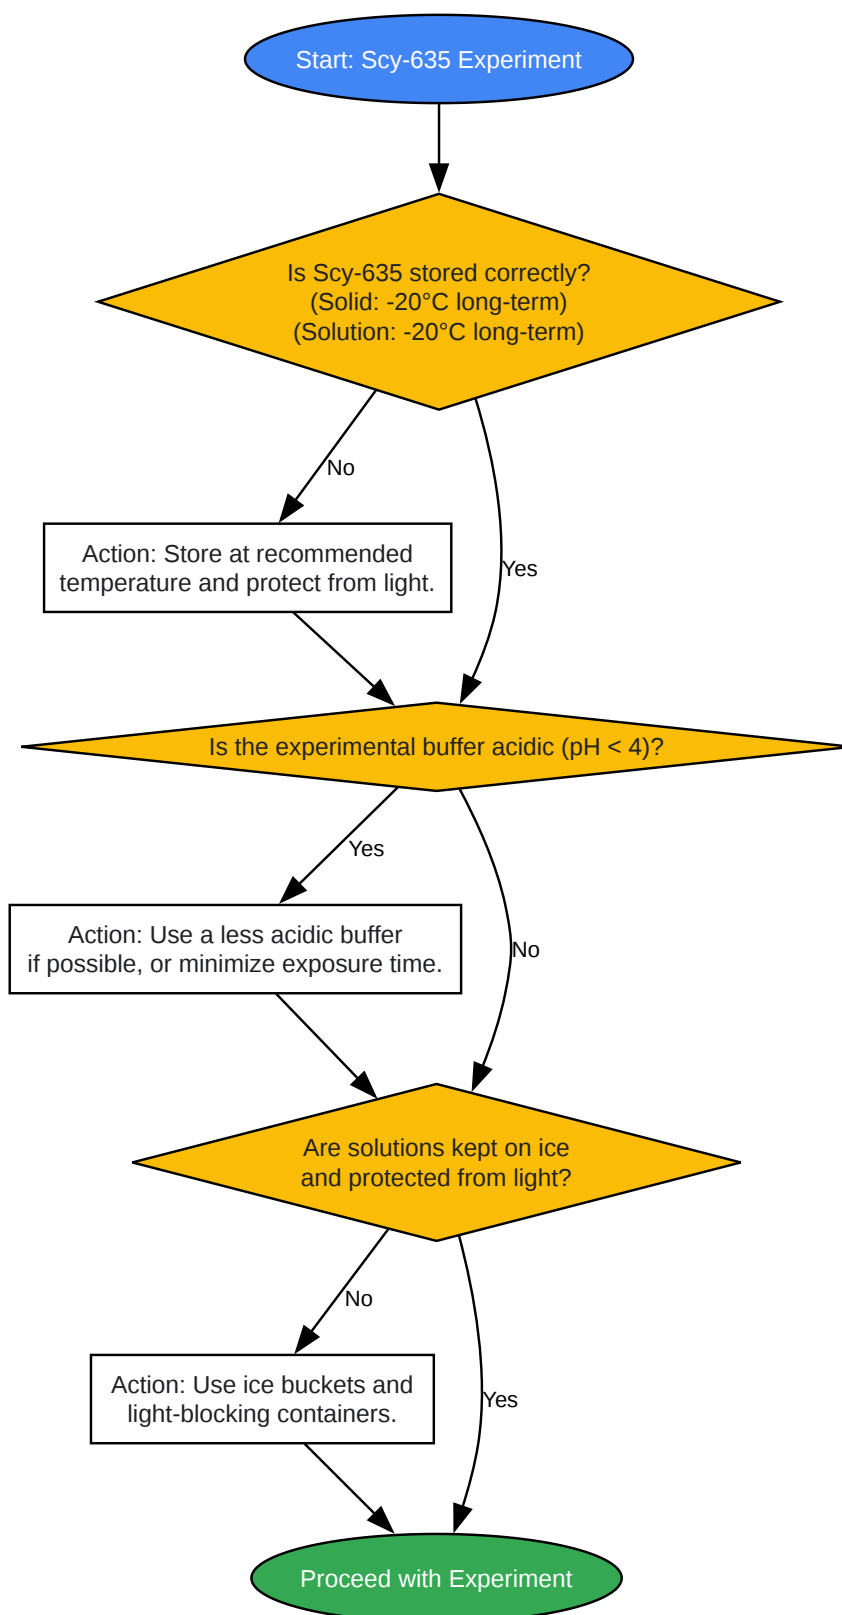 Start: Scy-635 Experiment
Is Scy-635 stored correctly?
(Solid: -20°C long-term)
(Solution: -20°C long-term)
No
Action: Store at recommended
temperature and protect from light.
Yes
Is the experimental buffer acidic (pH < 4)?
Yes
Action: Use a less acidic buffer
if possible, or minimize exposure time.
No
Are solutions kept on ice
and protected from light?
No
Action: Use ice buckets and
light-blocking containers.
Yes
Proceed with Experiment